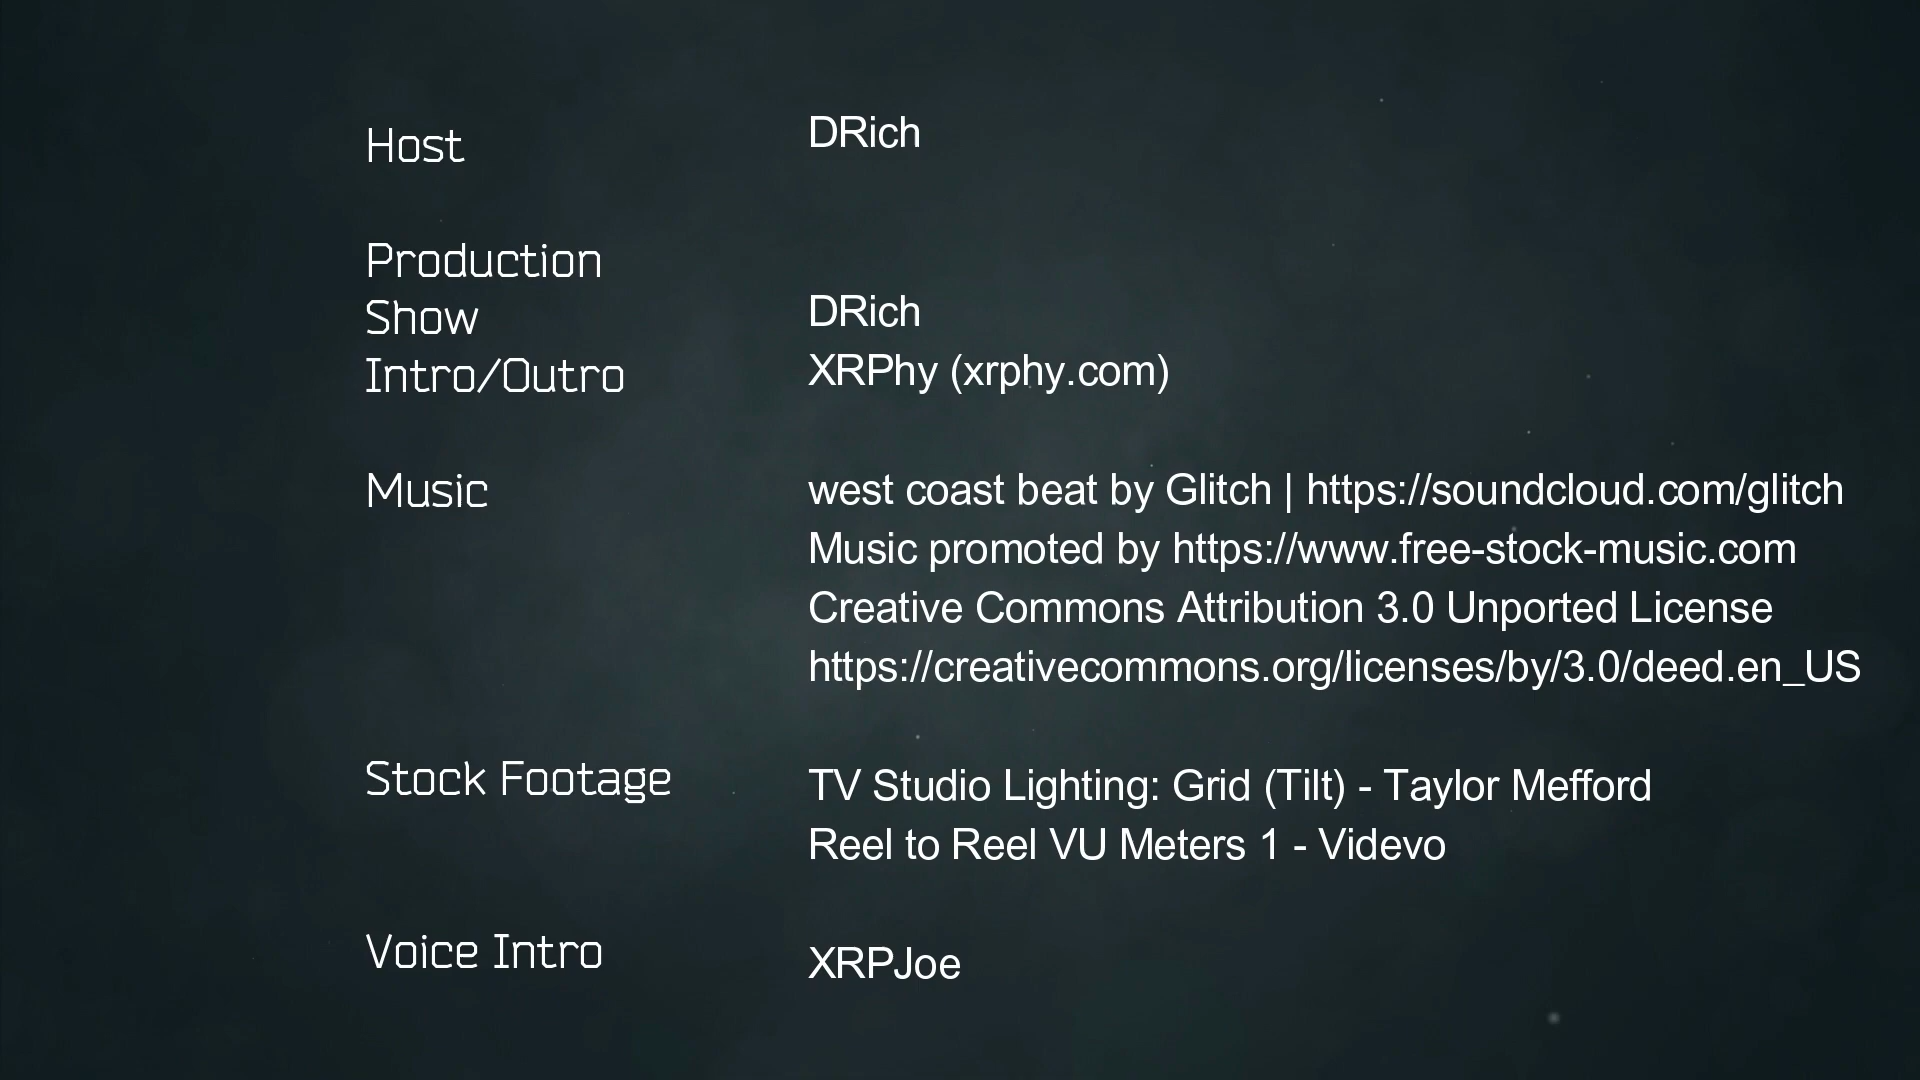 Host DRich
Production
Show DRich
Intro/Outro XRPhy (xrphy.com)
Music west coast beat by Glitch | https://soundcloud.com/glitch
Music promoted by https://www.free-stock-music.com
Creative Commons Attribution 3.0 Unported License
https://creativecommons.org/licenses/by/3.0/deed.en_US
Stock Footage TV Studio Lighting: Grid (Tilt) - Taylor Mefford
Reel to Reel VU Meters 1 - Videvo
Voice Intro XRPJoe